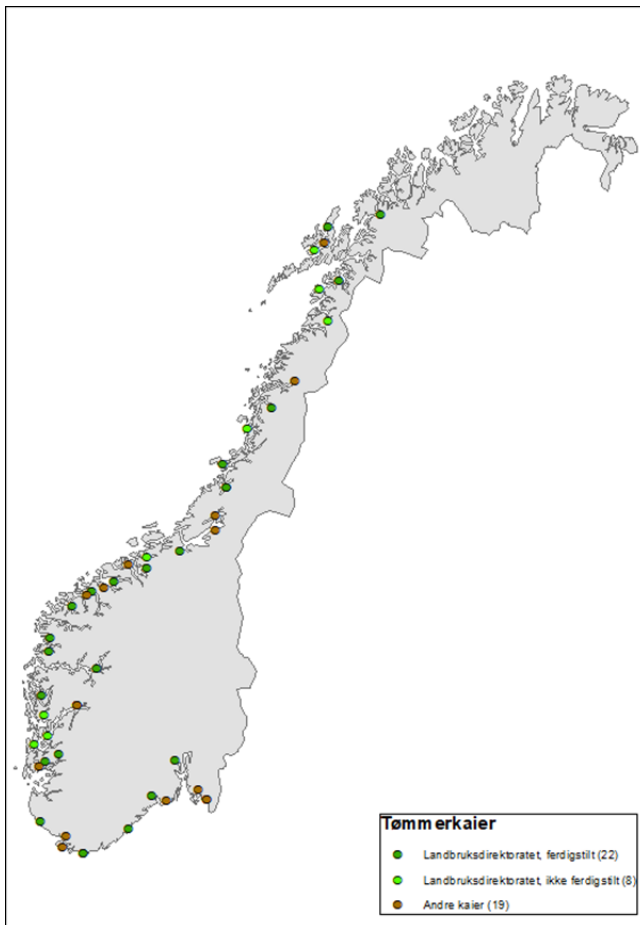 Tømmerkaier
Landbruksdirektoratet, ferdigstilt (22)
Landbruksdirektoratet, ikke ferdigstilt (8)
Andre kaier (19)